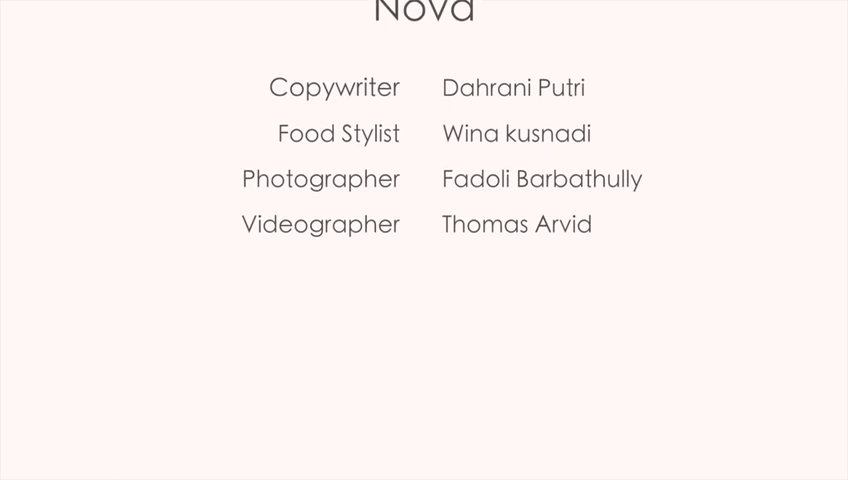 Nova
Copywriter Dahrani Putri
Food Stylist Wina kusnadi
Photographer Fadoli Barbathully
Videographer Thomas Arvid